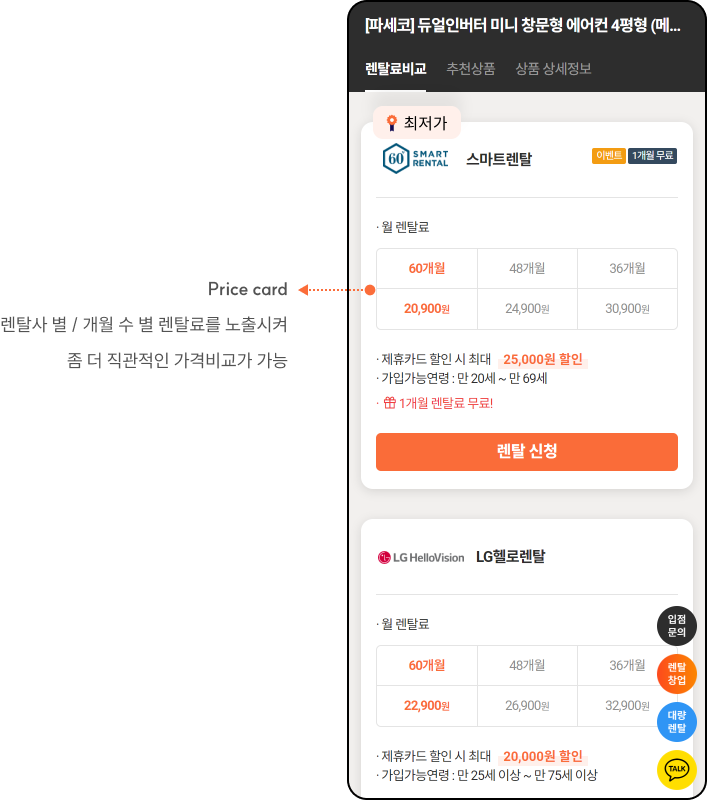 [파세코] 듀얼인버터 미니 창문형 에어컨 4평형 (메...
렌탈료비교 추천상품 상품 상세정보
최저가
60° SMART RENTAL 스마트렌탈 이벤트 1개월 무료
· 월 렌탈료
60개월 48개월 36개월
20,900원 24,900원 30,900원
· 제휴카드 할인 시 최대 25,000원 할인
· 가입가능연령 : 만 20세 ~ 만 69세
· 1개월 렌탈료 무료!
렌탈 신청
Price card
렌탈사 별 / 개월 수 별 렌탈료를 노출시켜
좀 더 직관적인 가격비교가 가능
LG HelloVision LG헬로렌탈
· 월 렌탈료
60개월 48개월 36개월
22,900원 26,900원 32,900원
· 제휴카드 할인 시 최대 20,000원 할인
· 가입가능연령 : 만 25세 이상 ~ 만 75세 이상
입점
문의
렌탈
창업
대량
렌탈
TALK